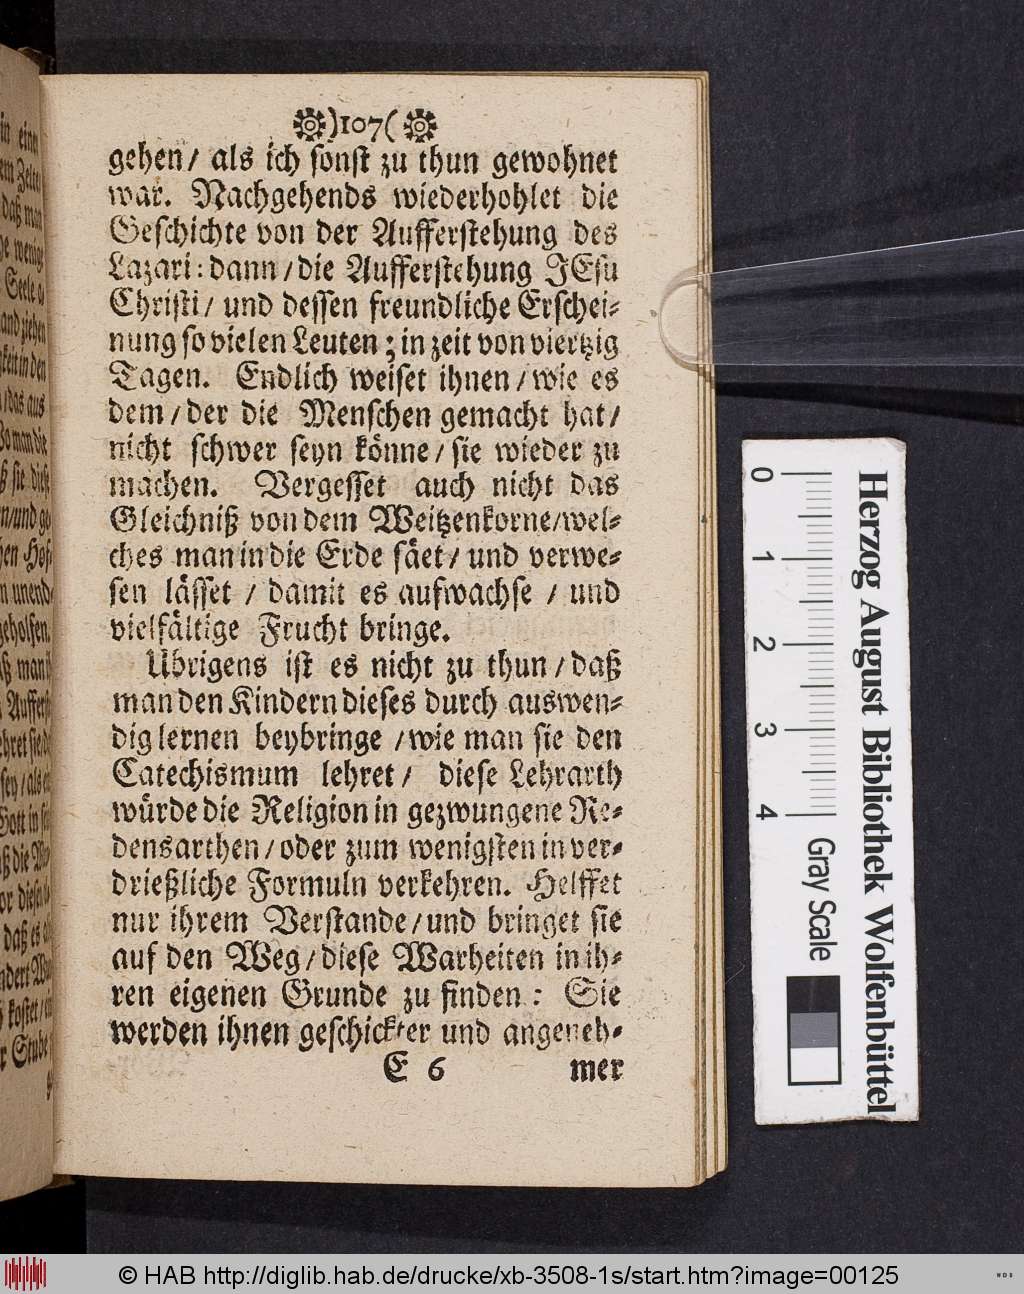 )107(
gehen/ als ich sonst zu thun gewohnet
war. Nachgehends wiederhohlet die
Geschichte von der Aufferstehung des
Lazari: dann/die Aufferstehung JEsu
Christi/ und dessen freundliche Erschei-
nung so vielen Leuten; in zeit von viertzig
Tagen. Endlich weiset ihnen/wie es
dem/der die Menschen gemacht hat/
nicht schwer seyn könne/sie wieder zu
machen. Vergesset auch nicht das
Gleichniß von dem Weitzenkorne/wel-
ches man in die Erde säet/ und verwe-
sen lässet / damit es aufwachse / und
vielfältige Frucht bringe.
Ubrigens ist es nicht zu thun/daß
man den Kindern dieses durch auswen-
dig lernen beybringe /wie man sie den
Catechismum lehret/ diese Lehrarth
würde die Religion in gezwungene Re-
densarthen/oder zum wenigsten in ver-
drießliche Formuln verkehren. Helffet
nur ihrem Verstande/und bringet sie
auf den Weg/diese Warheiten in ih-
ren eigenen Grunde zu finden: Sie
werden ihnen geschickter und angeneh-
E 6 mer
0 1 2 3 4
Herzog August Bibliothek Wolfenbüttel
Gray Scale
© HAB http://diglib.hab.de/drucke/xb-3508-1s/start.htm?image=00125